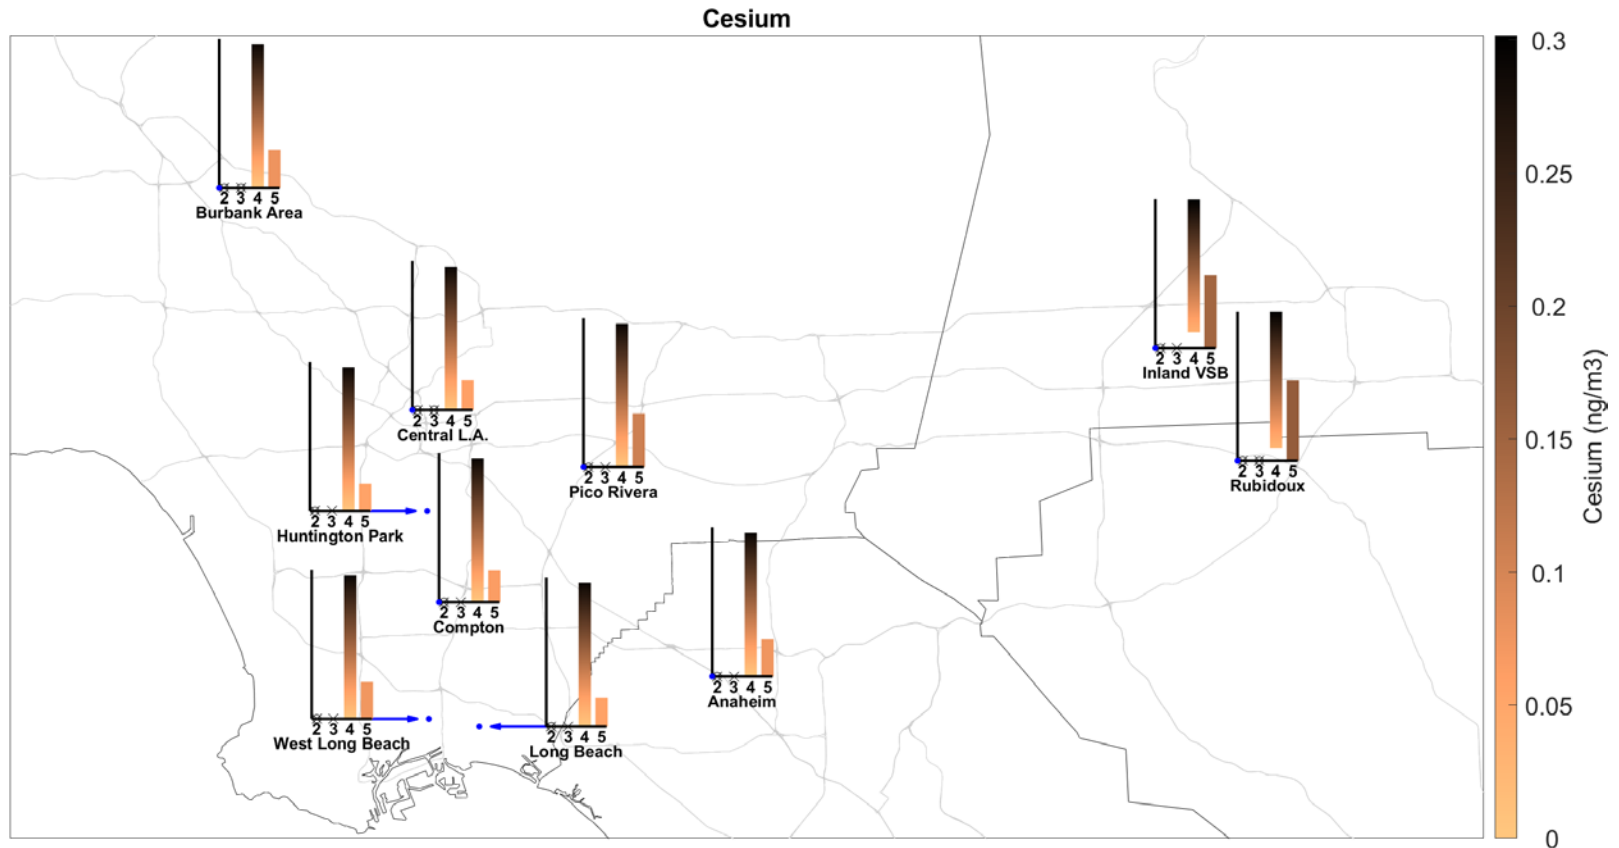 Cesium
0.3
2 3 4 5
Burbank Area
0.25
2 3 4 5
Inland VSB
0.2
2 3 4 5
Central L.A.
2 3 4 5
Pico Rivera
2 3 4 5
Rubidoux
0.15
Cesium (ng/m3)
2 3 4 5
Huntington Park
0.1
2 3 4 5
Compton
2 3 4 5
Anaheim
0.05
2 3 4 5
West Long Beach
2 3 4 5
Long Beach
0